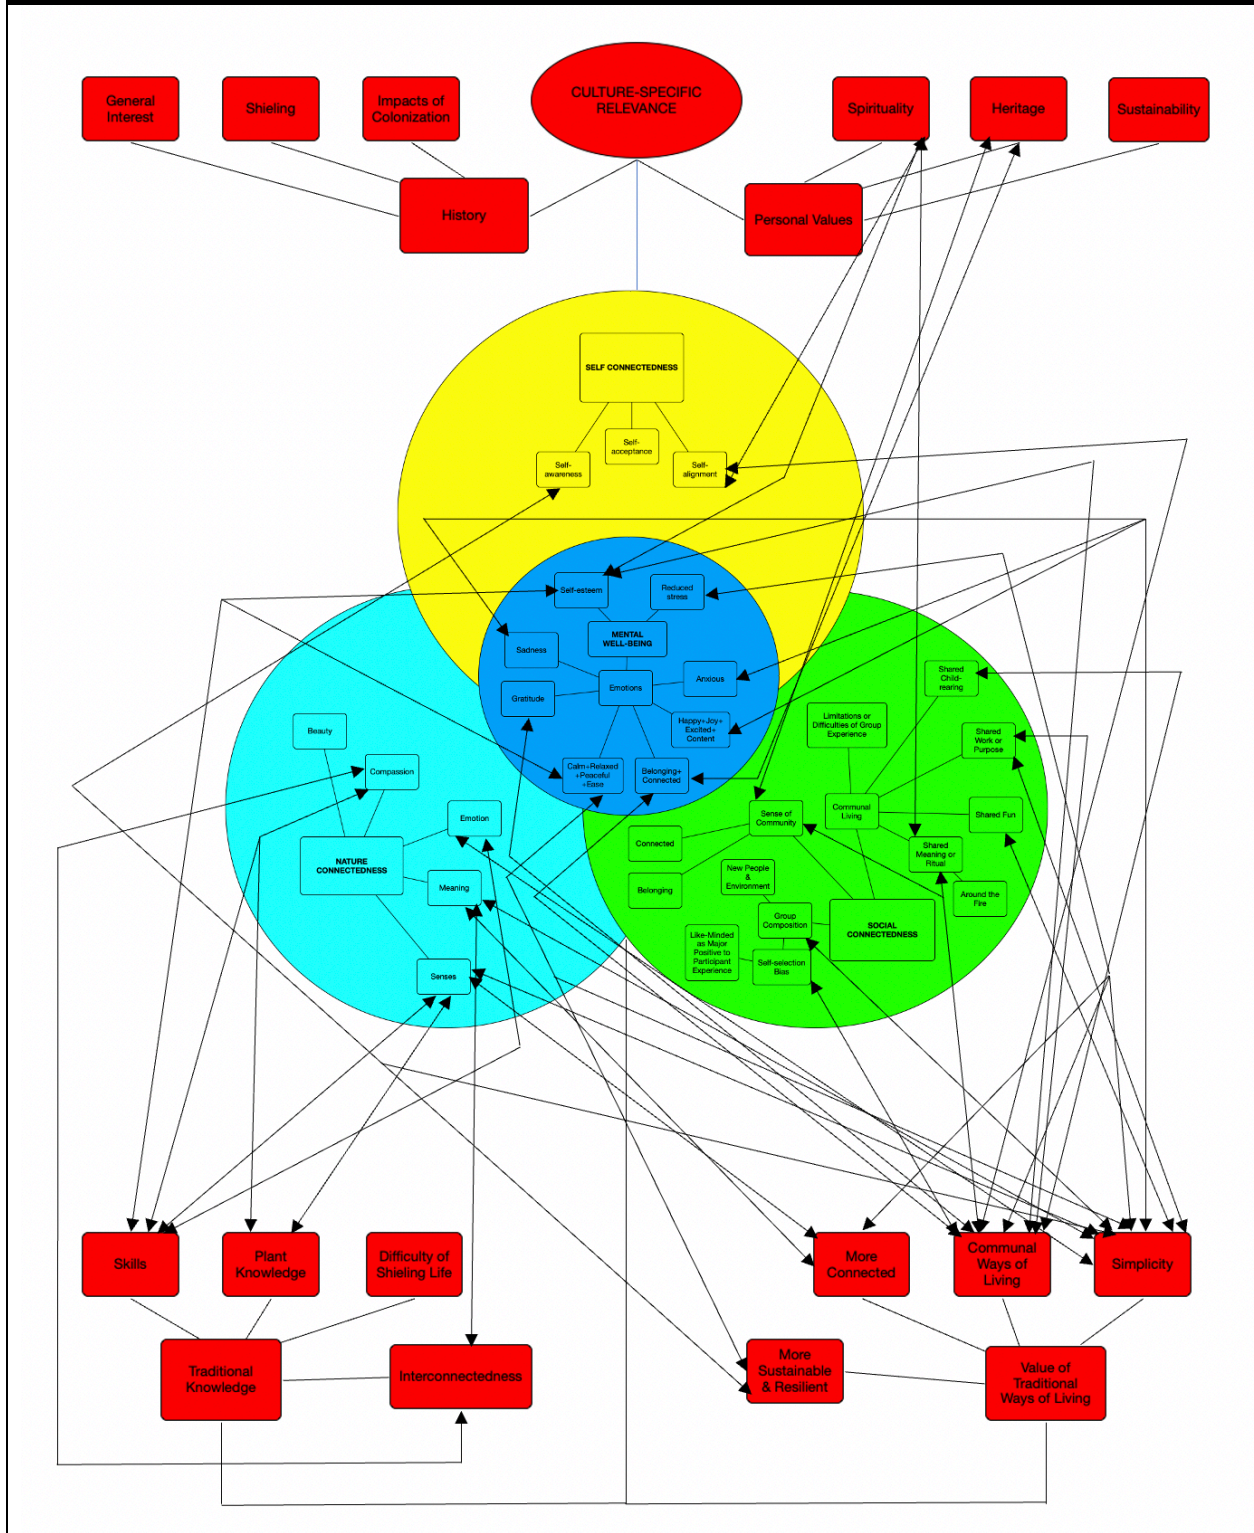 CULTURE-SPECIFIC
RELEVANCE
General
Interest
Shieling
Impacts of
Colonization
Spirituality
Heritage
Sustainability
History
Personal Values
SELF CONNECTEDNESS
Self-
awareness
Self-
acceptance
Self-
alignment
Self-esteem
Reduced
stress
MENTAL
WELL-BEING
Sadness
Emotions
Anxious
Gratitude
Happy+Joy+
Excited+
Content
Calm+Relaxed
+Peaceful
+Ease
Belonging+
Connected
Beauty
Compassion
Emotion
NATURE
CONNECTEDNESS
Meaning
Senses
Shared
Child-
rearing
Limitations or
Difficulties of Group
Experience
Shared
Work or
Purpose
Sense of
Community
Communal
Living
Shared Fun
Connected
Shared
Meaning or
Ritual
New People
&
Environment
Belonging
Around the
Fire
Group
Composition
SOCIAL
CONNECTEDNESS
Like-Minded
as Major
Positive to
Participant
Experience
Self-selection
Bias
Skills
Plant
Knowledge
Difficulty of
Shieling Life
More
Connected
Communal
Ways of
Living
Simplicity
Traditional
Knowledge
Interconnectedness
More
Sustainable
& Resilient
Value of
Traditional
Ways of Living